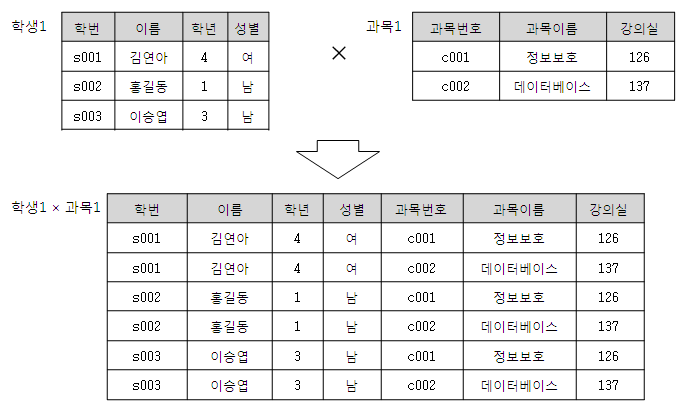 학생1
학번 이름 학년 성별
s001 김연아 4 여
s002 홍길동 1 남
s003 이승엽 3 남
×
과목1
과목번호 과목이름 강의실
c001 정보보호 126
c002 데이터베이스 137
학생1 × 과목1
학번 이름 학년 성별 과목번호 과목이름 강의실
s001 김연아 4 여 c001 정보보호 126
s001 김연아 4 여 c002 데이터베이스 137
s002 홍길동 1 남 c001 정보보호 126
s002 홍길동 1 남 c002 데이터베이스 137
s003 이승엽 3 남 c001 정보보호 126
s003 이승엽 3 남 c002 데이터베이스 137